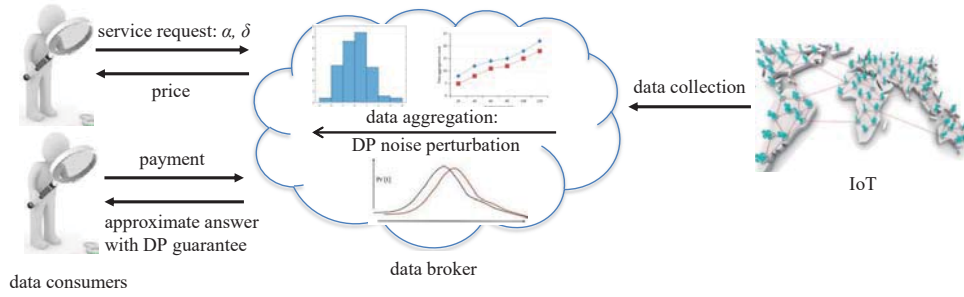 service request: α, δ
price
data aggregation:
DP noise perturbation
data collection
IoT
payment
Pr[t]
approximate answer
with DP guarantee
data broker
data consumers